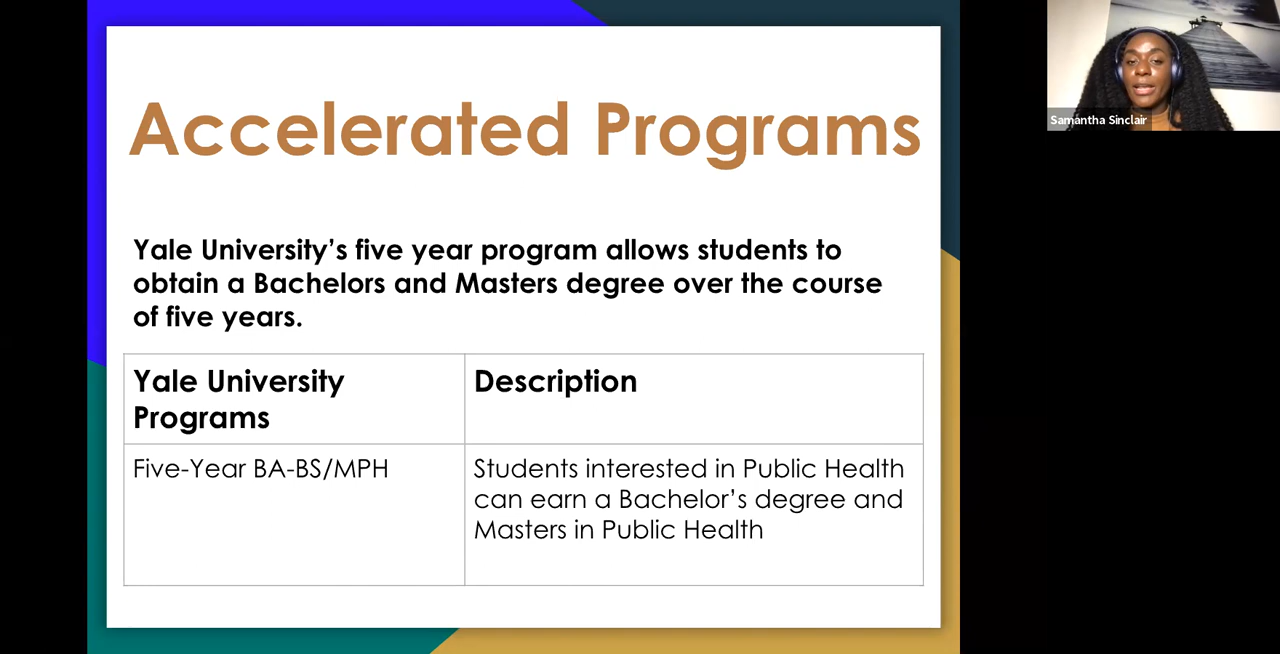 Accelerated Programs
Samantha Sinclair
Yale University’s five year program allows students to
obtain a Bachelors and Masters degree over the course
of five years.
Yale University
Programs
Description
Five-Year BA-BS/MPH
Students interested in Public Health
can earn a Bachelor’s degree and
Masters in Public Health